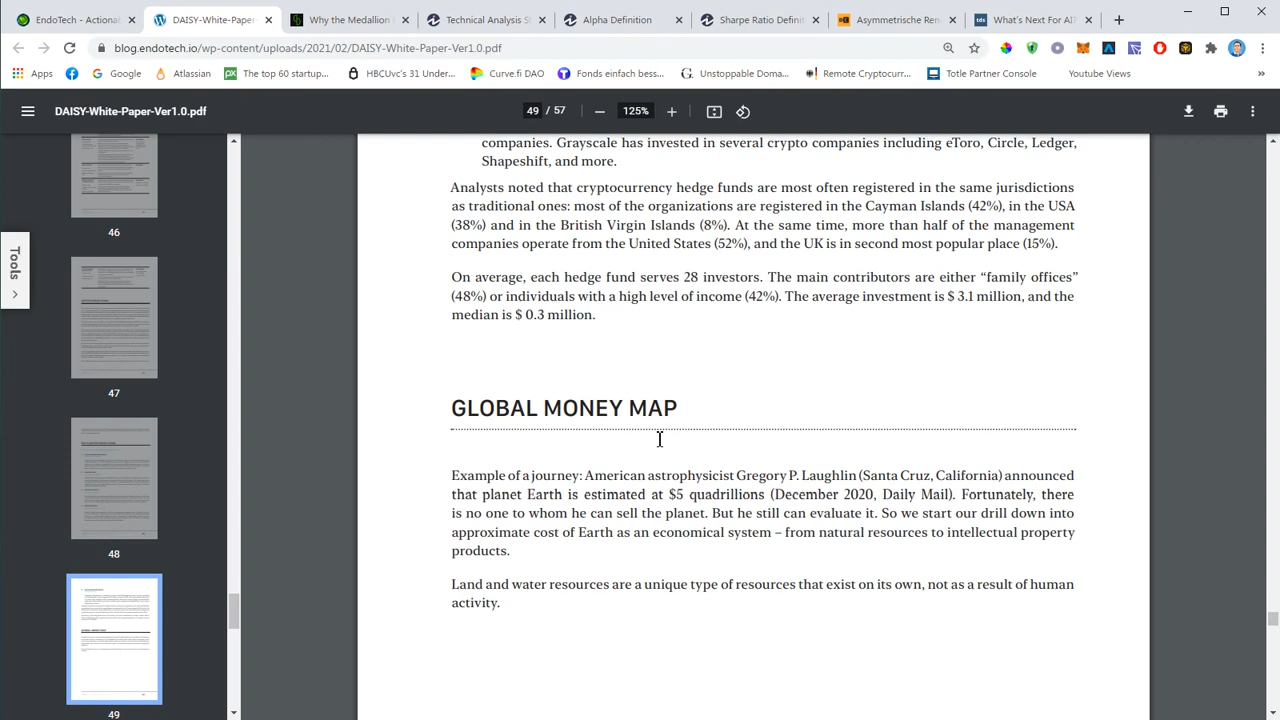 EndoTech - Actional
DAISY-White-Paper-
Why the Medallion
Technical Analysis S
Alpha Definition
Sharpe Ratio Defini
Asymmetrische Ren
What's Next For AI?
blog.endotech.io/wp-content/uploads/2021/02/DAISY-White-Paper-Ver1.0.pdf
Apps
Google
Atlassian
The top 60 startup...
HBCUvc's 31 Under...
Curve.fi DAO
Fonds einfach bess...
Unstoppable Doma...
Remote Cryptocurr...
Totle Partner Console
Youtube Views
DAISY-White-Paper-Ver1.0.pdf
49 / 57
125%
Tools
46
47
48
49
companies. Grayscale has invested in several crypto companies including eToro, Circle, Ledger,
Shapeshift, and more.
Analysts noted that cryptocurrency hedge funds are most often registered in the same jurisdictions
as traditional ones: most of the organizations are registered in the Cayman Islands (42%), in the USA
(38%) and in the British Virgin Islands (8%). At the same time, more than half of the management
companies operate from the United States (52%), and the UK is in second most popular place (15%).
On average, each hedge fund serves 28 investors. The main contributors are either “family offices”
(48%) or individuals with a high level of income (42%). The average investment is $ 3.1 million, and the
median is $ 0.3 million.
GLOBAL MONEY MAP
Example of a journey: American astrophysicist Gregory P. Laughlin (Santa Cruz, California) announced
that planet Earth is estimated at $5 quadrillions (December 2020, Daily Mail). Fortunately, there
is no one to whom he can sell the planet. But he still can evaluate it. So we start our drill down into
approximate cost of Earth as an economical system – from natural resources to intellectual property
products.
Land and water resources are a unique type of resources that exist on its own, not as a result of human
activity.